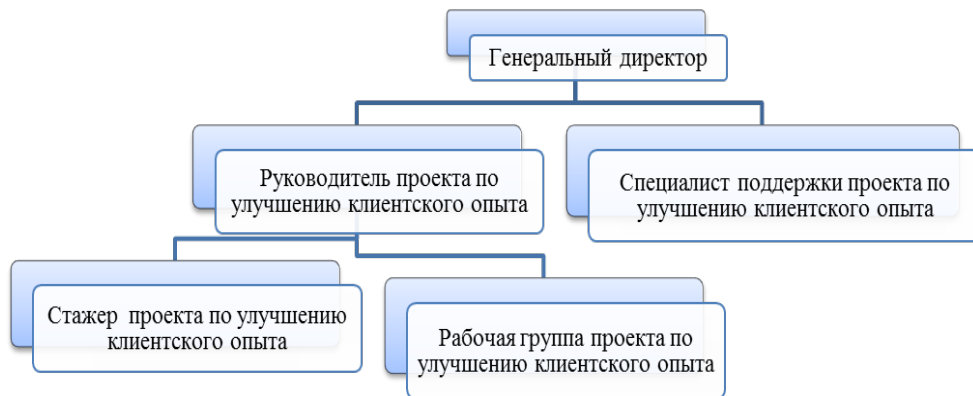 Генеральный директор
Руководитель проекта по
улучшению клиентского опыта
Специалист поддержки проекта по
улучшению клиентского опыта
Стажер проекта по улучшению
клиентского опыта
Рабочая группа проекта по
улучшению клиентского опыта